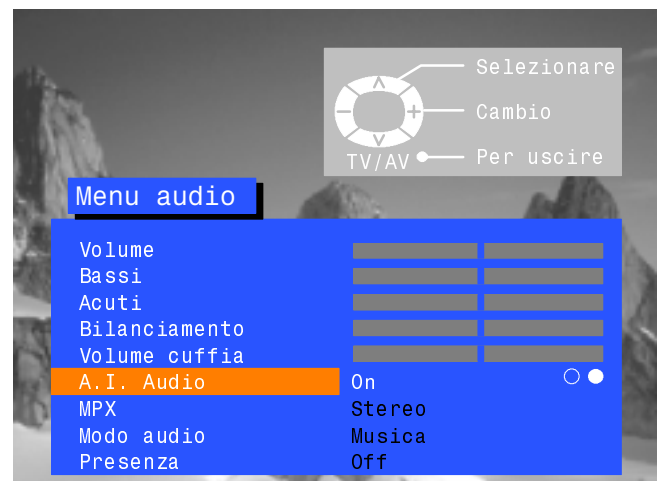 Selezionare
Cambio
TV/AV Per uscire
Menu audio
Volume
Bassi
Acuti
Bilanciamento
Volume cuffia
A.I. Audio On
MPX Stereo
Modo audio Musica
Presenza Off